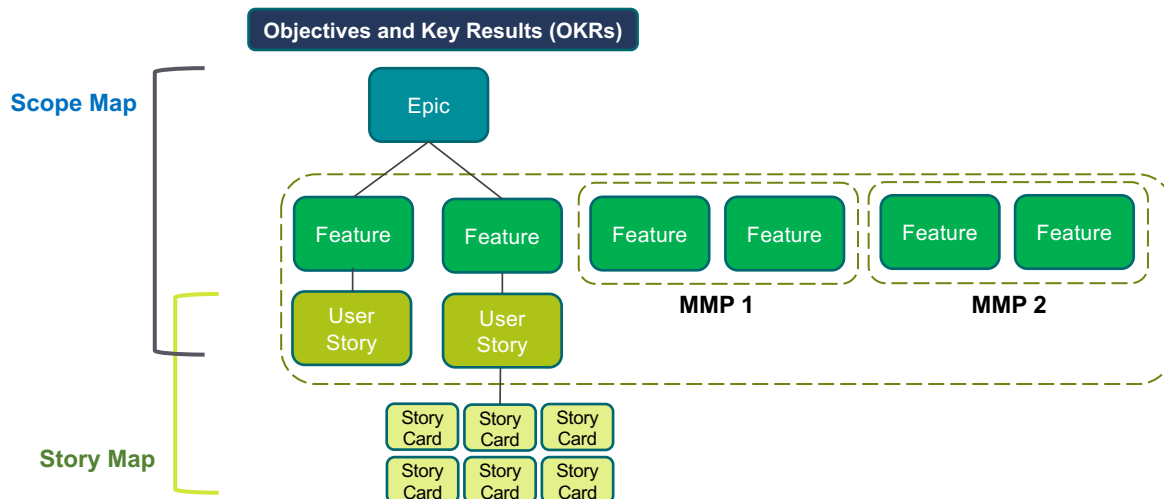 Objectives and Key Results (OKRs)
Scope Map
Epic
Feature
Feature
Feature
Feature
Feature
Feature
MMP 1
MMP 2
User
Story
User
Story
Story
Card
Story
Card
Story
Card
Story Map
Story
Card
Story
Card
Story
Card